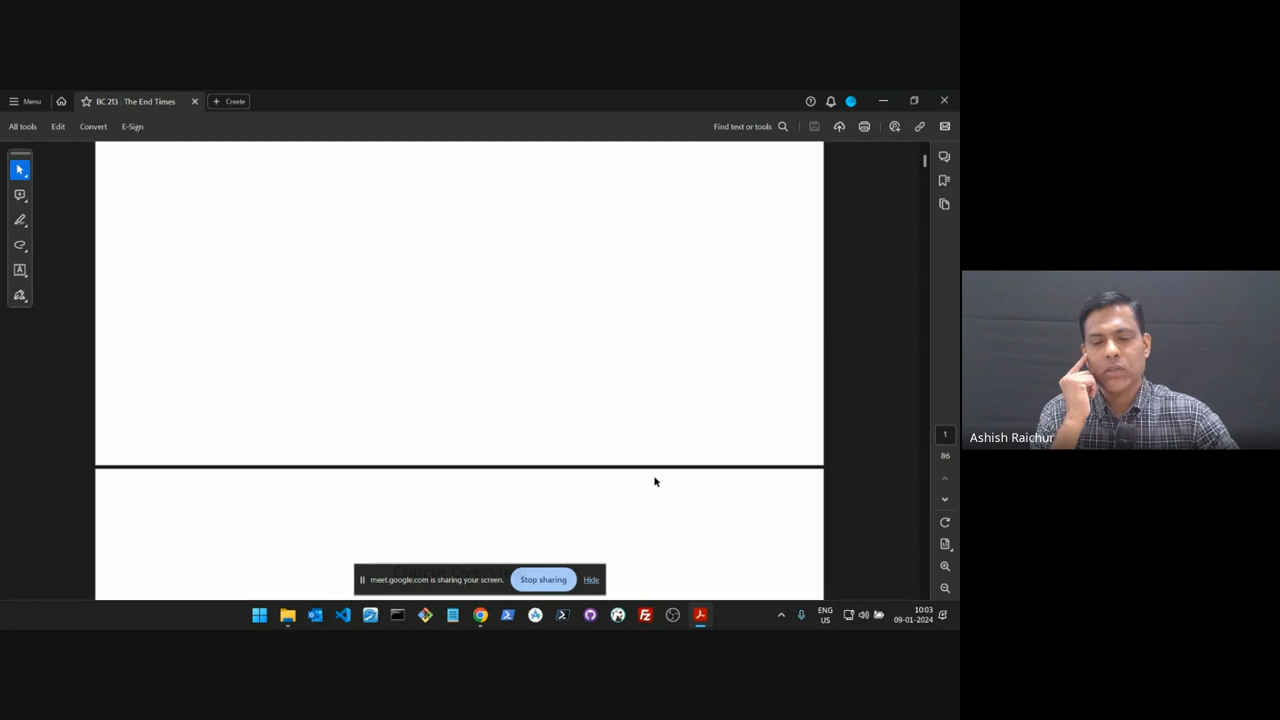 Menu
BC 213 : The End Times
Create
All tools
Edit
Convert
E-Sign
Find text or tools
1
86
Ashish Raichur
meet.google.com is sharing your screen.
Stop sharing
Hide
ENG
US
10:03
09-01-2024